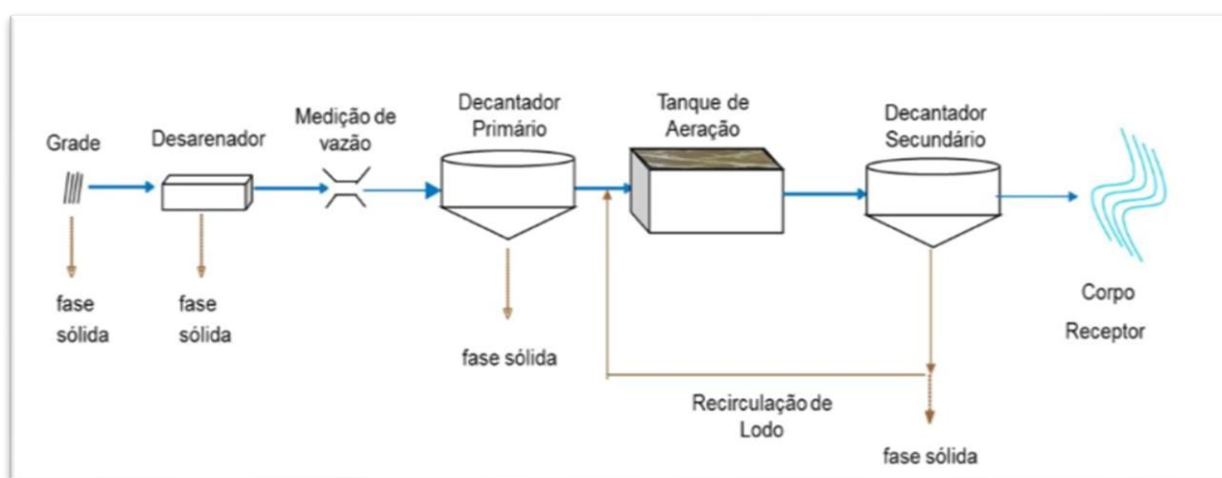 Grade
Desarenador
Medição de
vazão
Decantador
Primário
Tanque de
Aeração
Decantador
Secundário
fase
sólida
fase
sólida
fase sólida
Recirculação de
Lodo
fase sólida
Corpo
Receptor